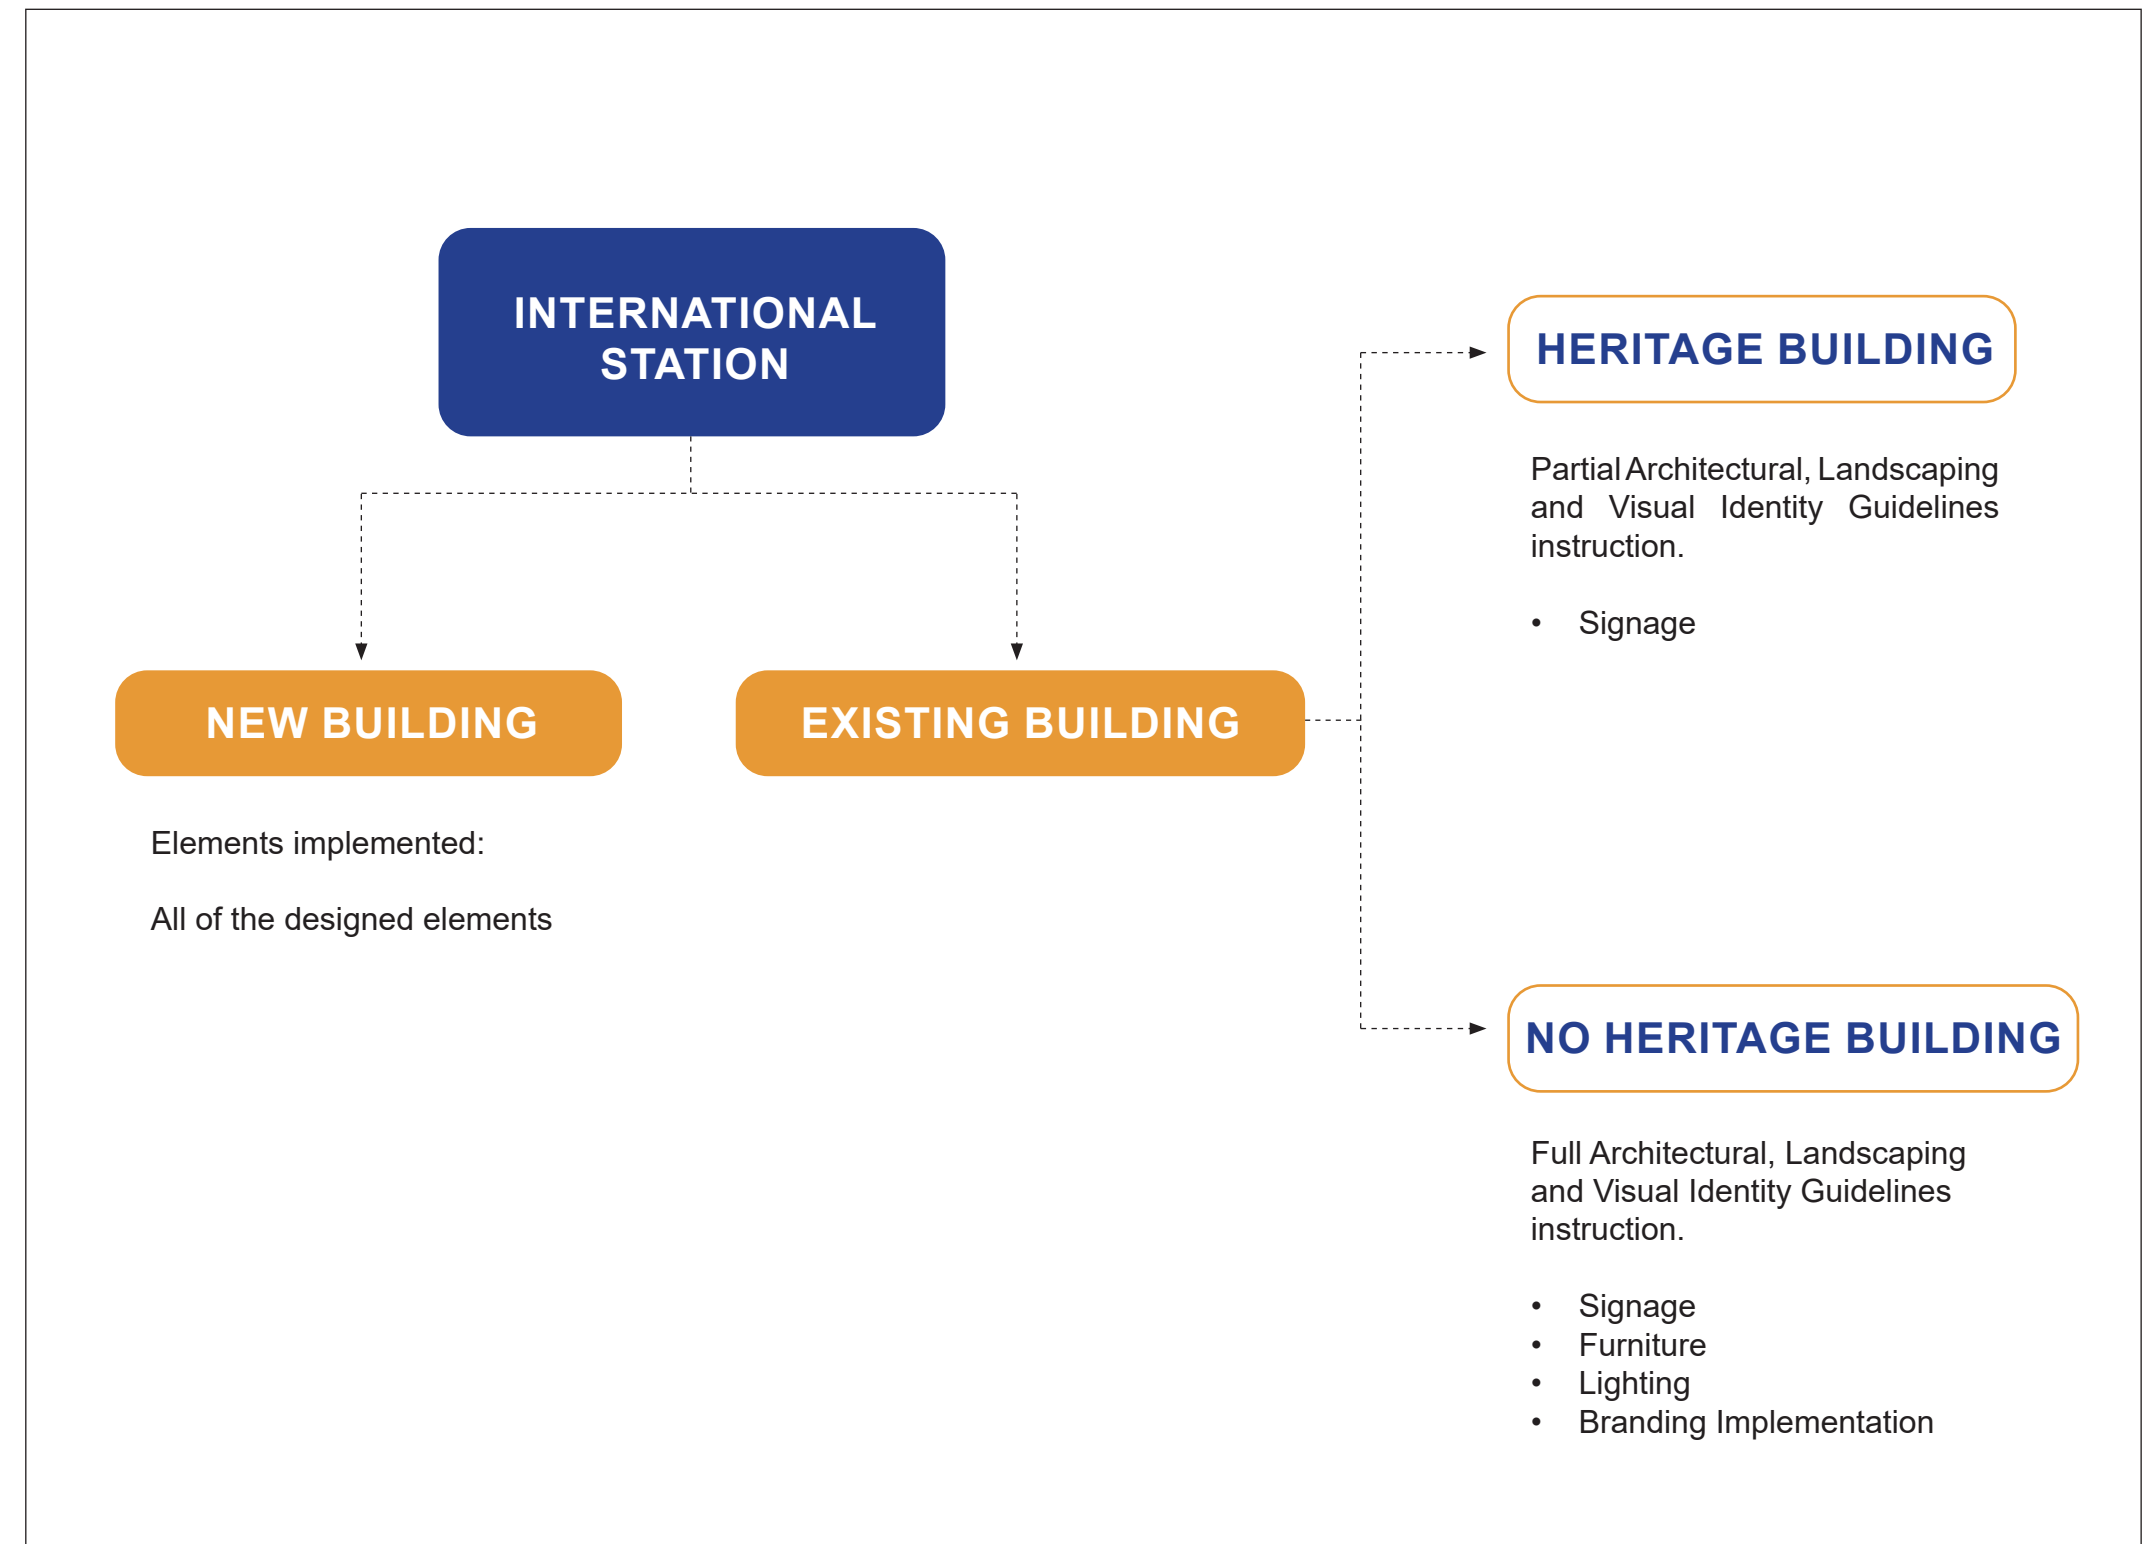 INTERNATIONAL
STATION
NEW BUILDING
Elements implemented:
All of the designed elements
EXISTING BUILDING
HERITAGE BUILDING
Partial Architectural, Landscaping
and Visual Identity Guidelines
instruction.
• Signage
NO HERITAGE BUILDING
Full Architectural, Landscaping
and Visual Identity Guidelines
instruction.
• Signage
• Furniture
• Lighting
• Branding Implementation